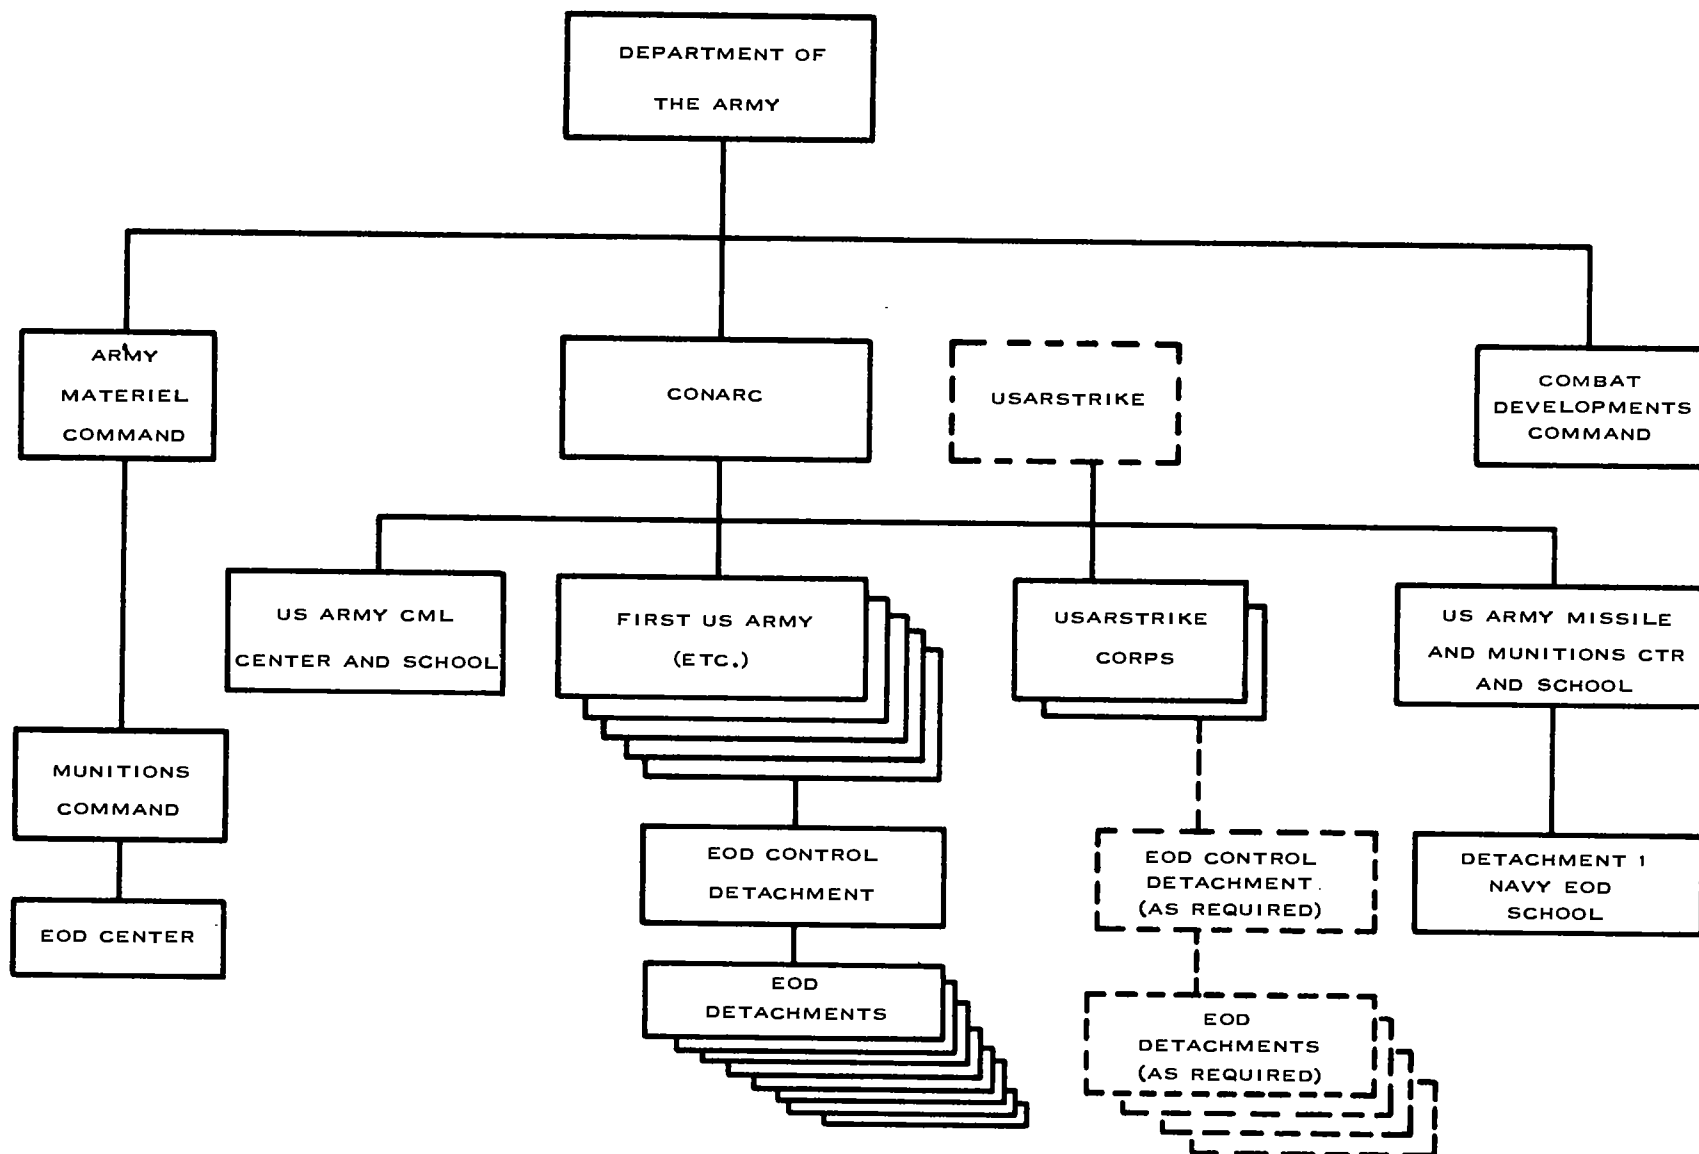 DEPARTMENT OF
THE ARMY
ARMY
MATERIEL
COMMAND
CONARC
USARSTRIKE
COMBAT
DEVELOPMENTS
COMMAND
US ARMY CML
CENTER AND SCHOOL
FIRST US ARMY
(ETC.)
USARSTRIKE
CORPS
US ARMY MISSILE
AND MUNITIONS CTR
AND SCHOOL
MUNITIONS
COMMAND
EOD CONTROL
DETACHMENT
EOD CONTROL
DETACHMENT.
(AS REQUIRED)
DETACHMENT 1
NAVY EOD
SCHOOL
EOD CENTER
EOD
DETACHMENTS
EOD
DETACHMENTS
(AS REQUIRED)